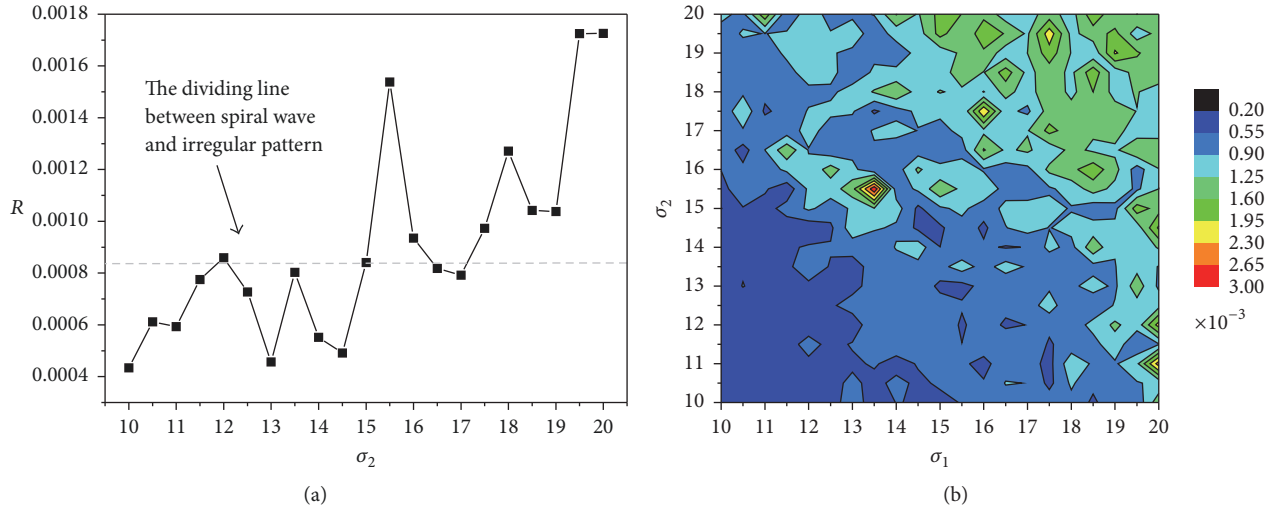 0.0018
0.0016
0.0014
0.0012
0.0010
0.0008
0.0006
0.0004
R
The dividing line
between spiral wave
and irregular pattern
10 11 12 13 14 15 16 17 18 19 20
σ2
(a)
20
19
18
17
16
15
14
13
12
11
10
σ2
10 11 12 13 14 15 16 17 18 19 20
σ1
(b)
0.20
0.55
0.90
1.25
1.60
1.95
2.30
2.65
3.00
×10−3